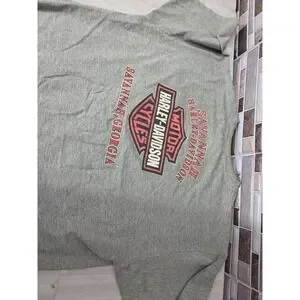 SAVANNAH
HARLEY-DAVIDSON
MOTOR
HARLEY-DAVIDSON
CYCLES
SAVANNAH, GEORGIA